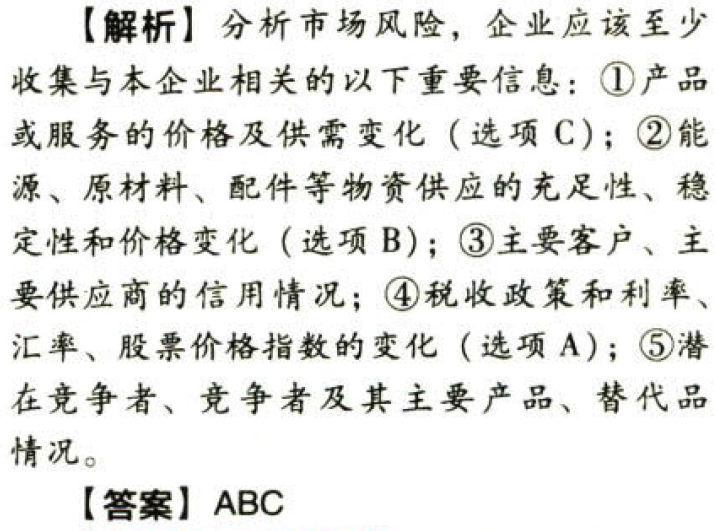 【解析】分析市场风险，企业应该至少
收集与本企业相关的以下重要信息：①产品
或服务的价格及供需变化（选项 C）；②能
源、原材料、配件等物资供应的充足性、稳
定性和价格变化（选项 B）；③主要客户、主
要供应商的信用情况；④税收政策和利率、
汇率、股票价格指数的变化（选项 A）；⑤潜
在竞争者、竞争者及其主要产品、替代品
情况。
【答案】ABC